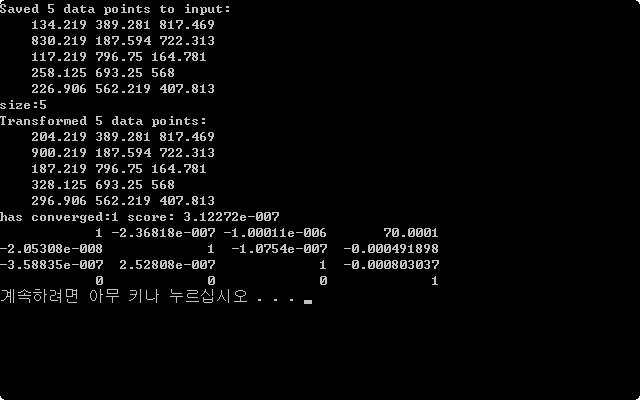 Saved 5 data points to input:
    134.219 389.281 817.469
    830.219 187.594 722.313
    117.219 796.75 164.781
    258.125 693.25 568
    226.906 562.219 407.813
size:5
Transformed 5 data points:
    204.219 389.281 817.469
    900.219 187.594 722.313
    187.219 796.75 164.781
    328.125 693.25 568
    296.906 562.219 407.813
has converged:1 score: 3.12272e-007
            1 -2.36818e-007 -1.00011e-006       70.0001
-2.05308e-008             1  -1.0754e-007  -0.000491898
-3.58835e-007  2.52808e-007             1  -0.000803037
            0             0             0             1
계속하려면 아무 키나 누르십시오 . . .